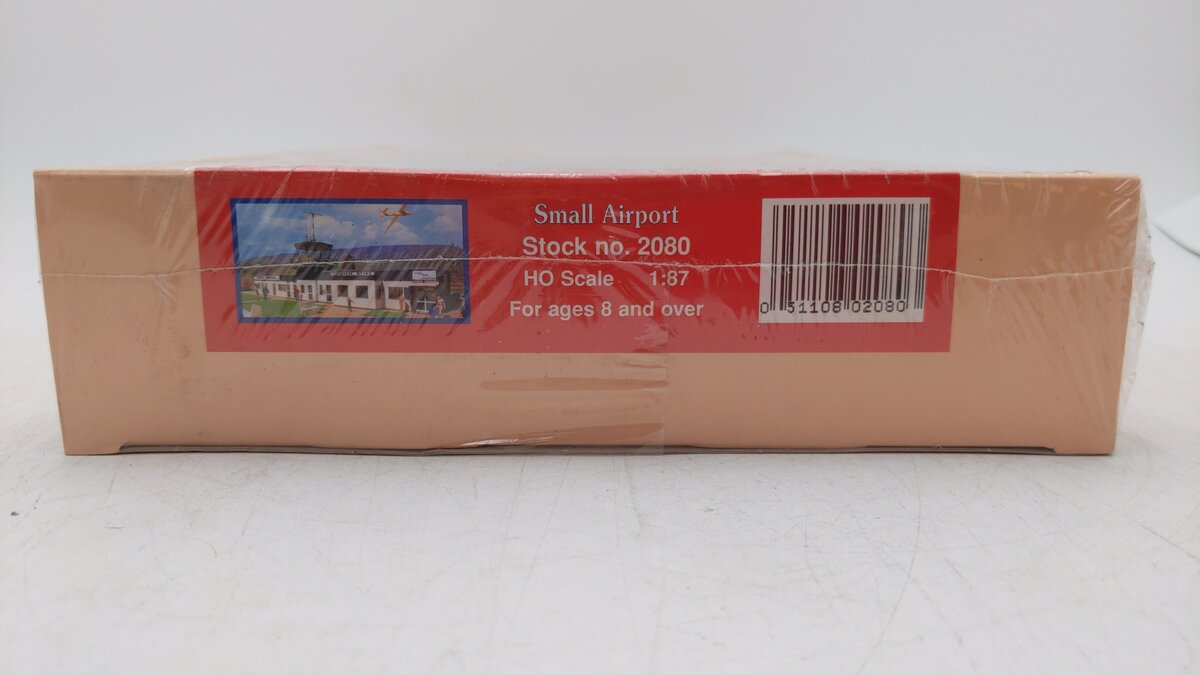 Small Airport
Stock no. 2080
HO Scale 1:87
For ages 8 and over
0 51108 02080